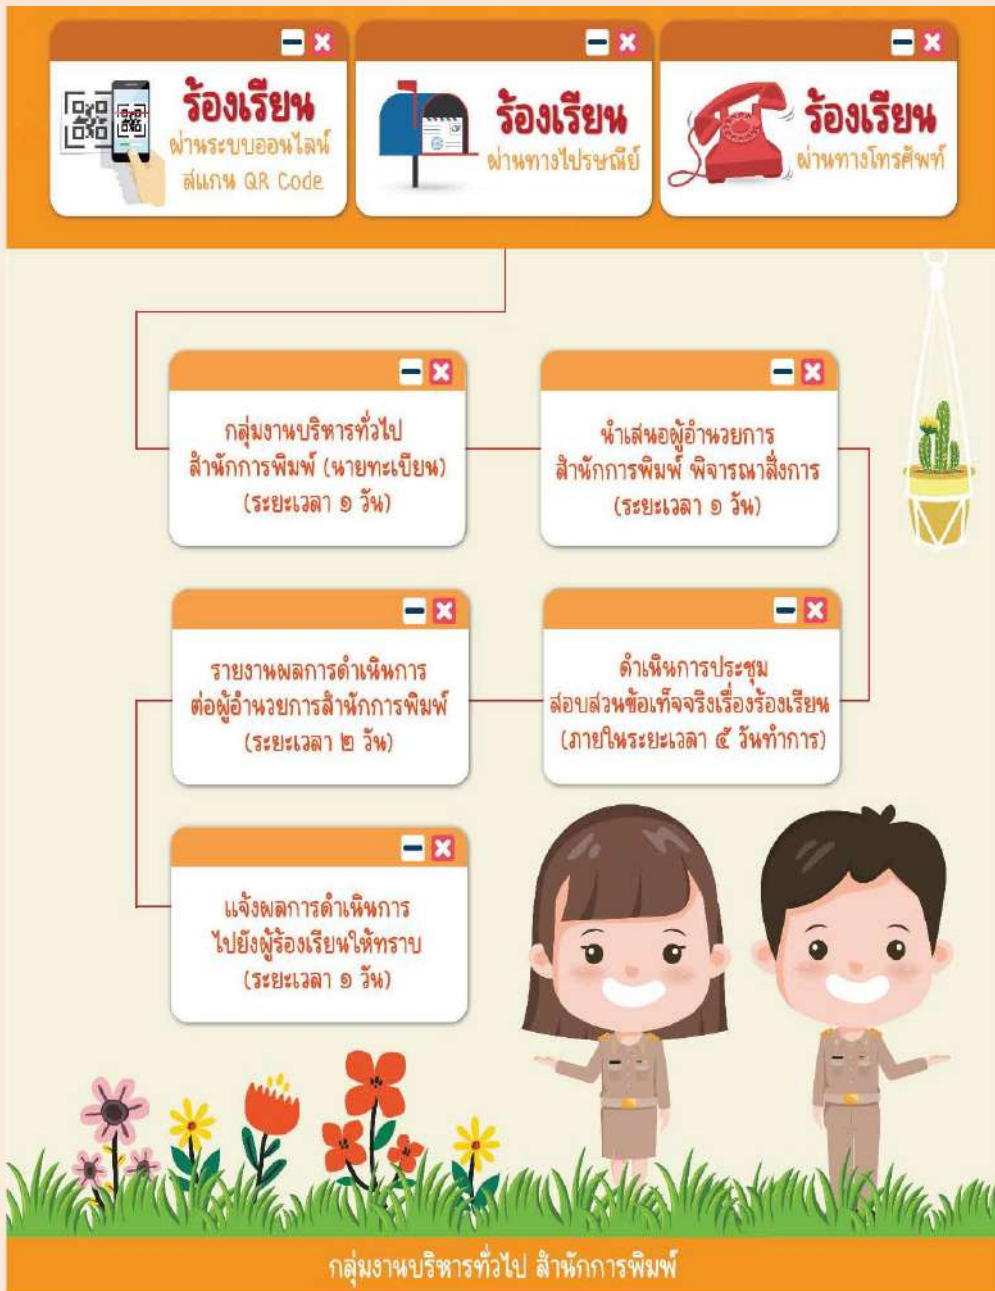 ร้องเรียน
ผ่านระบบออนไลน์
สแกน QR Code
ร้องเรียน
ผ่านทางไปรษณีย์
ร้องเรียน
ผ่านทางโทรศัพท์
กลุ่มงานบริหารทั่วไป
สำนักการพิมพ์ (นายทะเบียน)
(ระยะเวลา ๑ วัน)
นำเสนอผู้อำนวยการ
สำนักการพิมพ์ พิจารณาสั่งการ
(ระยะเวลา ๑ วัน)
ดำเนินการประชุม
สอบสวนข้อเท็จจริงเรื่องร้องเรียน
(ภายในระยะเวลา ๕ วันทำการ)
รายงานผลการดำเนินการ
ต่อผู้อำนวยการสำนักการพิมพ์
(ระยะเวลา ๒ วัน)
แจ้งผลการดำเนินการ
ไปยังผู้ร้องเรียนให้ทราบ
(ระยะเวลา ๑ วัน)
กลุ่มงานบริหารทั่วไป สำนักการพิมพ์